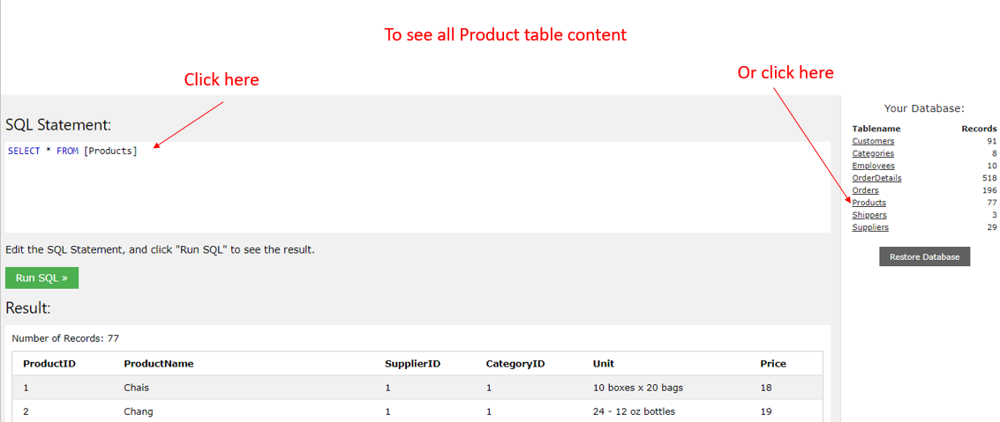 To see all Product table content
Click here
Or click here
SQL Statement:
SELECT * FROM [Products]
Edit the SQL Statement, and click "Run SQL" to see the result.
Run SQL »
Result:
Number of Records: 77
ProductID ProductName SupplierID CategoryID Unit Price
1 Chais 1 1 10 boxes x 20 bags 18
2 Chang 1 1 24 - 12 oz bottles 19
Your Database:
Tablename Records
Customers 91
Categories 8
Employees 10
OrderDetails 518
Orders 196
Products 77
Shippers 3
Suppliers 29
Restore Database